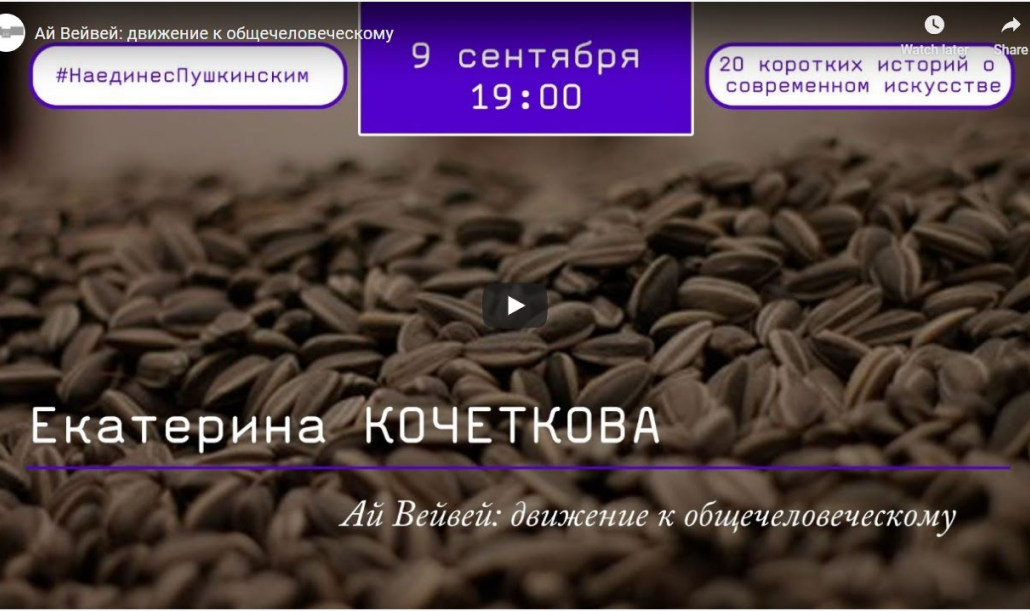 Ай Вейвей: движение к общечеловеческому
9 сентября
19:00
Watch later
Share
#НаединесПушкинским
20 коротких историй о
современном искусстве
Екатерина КОЧЕТКОВА
Ай Вейвей: движение к общечеловеческому